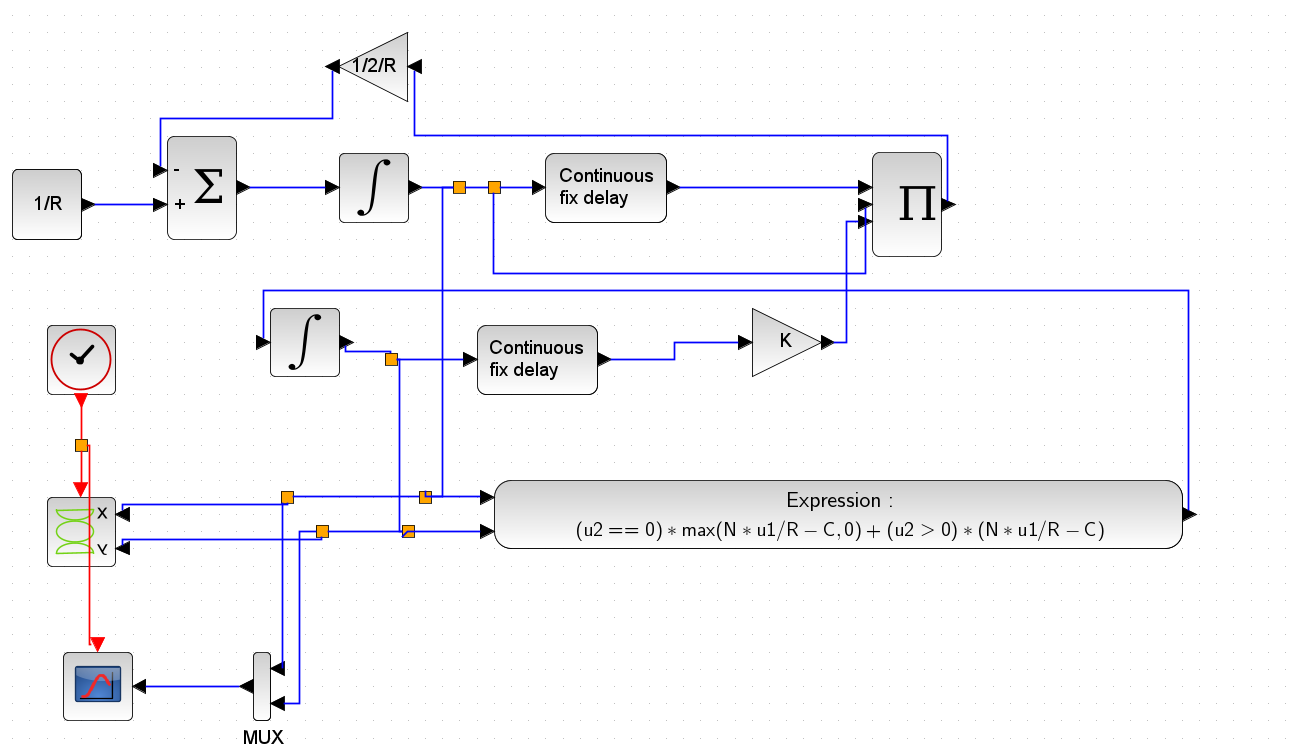 1/2/R
1/R
-
+
Σ
∫
Continuous
fix delay
∏
∫
Continuous
fix delay
K
X
Y
Expression :
(u2 == 0) ∗ max(N ∗ u1/R − C, 0) + (u2 > 0) ∗ (N ∗ u1/R − C)
MUX